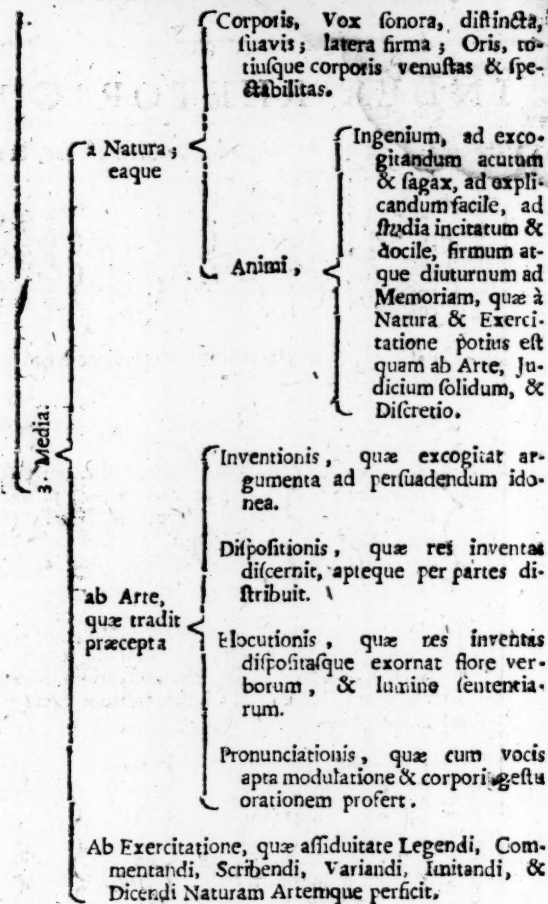 Corporis, Vox ſonora, diſtincta,
ſuavis; latera firma; Oris, to-
tiuſque corporis venuſtas & ſpe-
ctabilitas.
à Natura;
eaque
Ingenium, ad exco-
gitandum acutum
& ſagax, ad expli-
candum facile, ad
ſtudia incitatum &
docile, firmum at-
que diuturnum ad
Memoriam, quæ à
Natura & Exerci-
tatione potius eſt
quam ab Arte, Ju-
dicium ſolidum, &
Diſcretio.
Animi,
3. Media.
Inventionis, quæ excogitat ar-
gumenta ad perſuadendum ido-
nea.
Diſpoſitionis, quæ res inventas
diſcernit, apteque per partes di-
ſtribuit.
ab Arte,
quæ tradit
præcepta
Elocutionis, quæ res inventas
diſpoſitaſque exornat flore ver-
borum, & lumine ſententia-
rum.
Pronunciationis, quæ cum vocis
apta modulatione & corporis geſtu
orationem profert.
Ab Exercitatione, quæ aſſiduitate Legendi, Com-
mentandi, Scribendi, Variandi, Imitandi, &
Dicendi Naturam Artemque perficit.